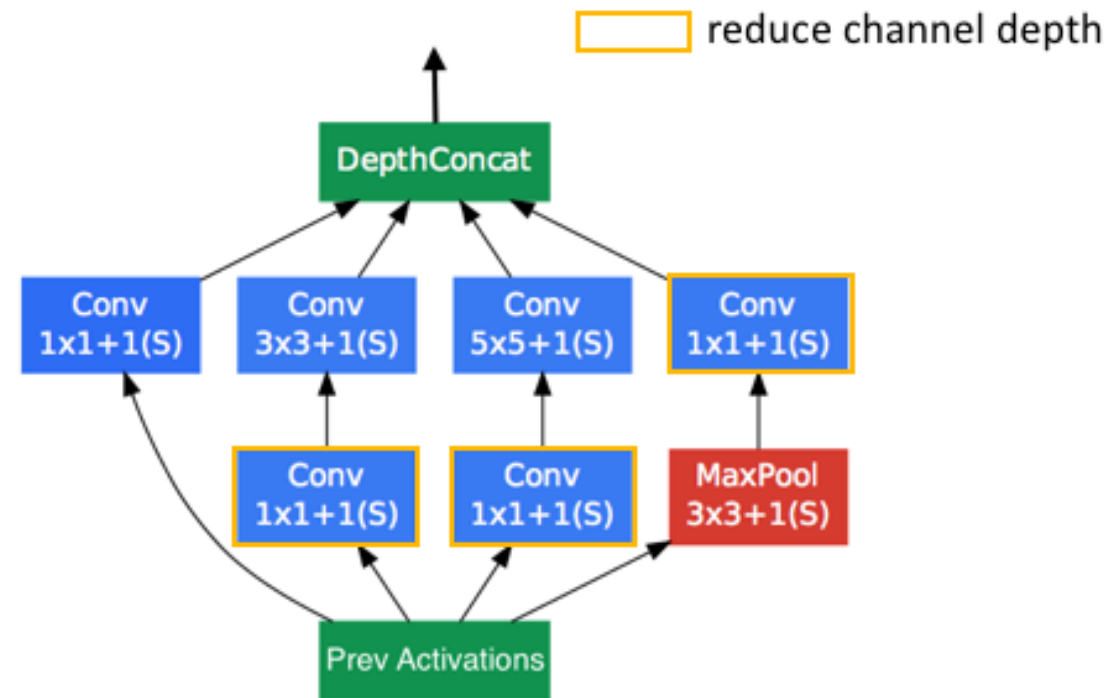 reduce channel depth
DepthConcat
Conv
1x1+1(S)
Conv
3x3+1(S)
Conv
5x5+1(S)
Conv
1x1+1(S)
Conv
1x1+1(S)
Conv
1x1+1(S)
MaxPool
3x3+1(S)
Prev Activations